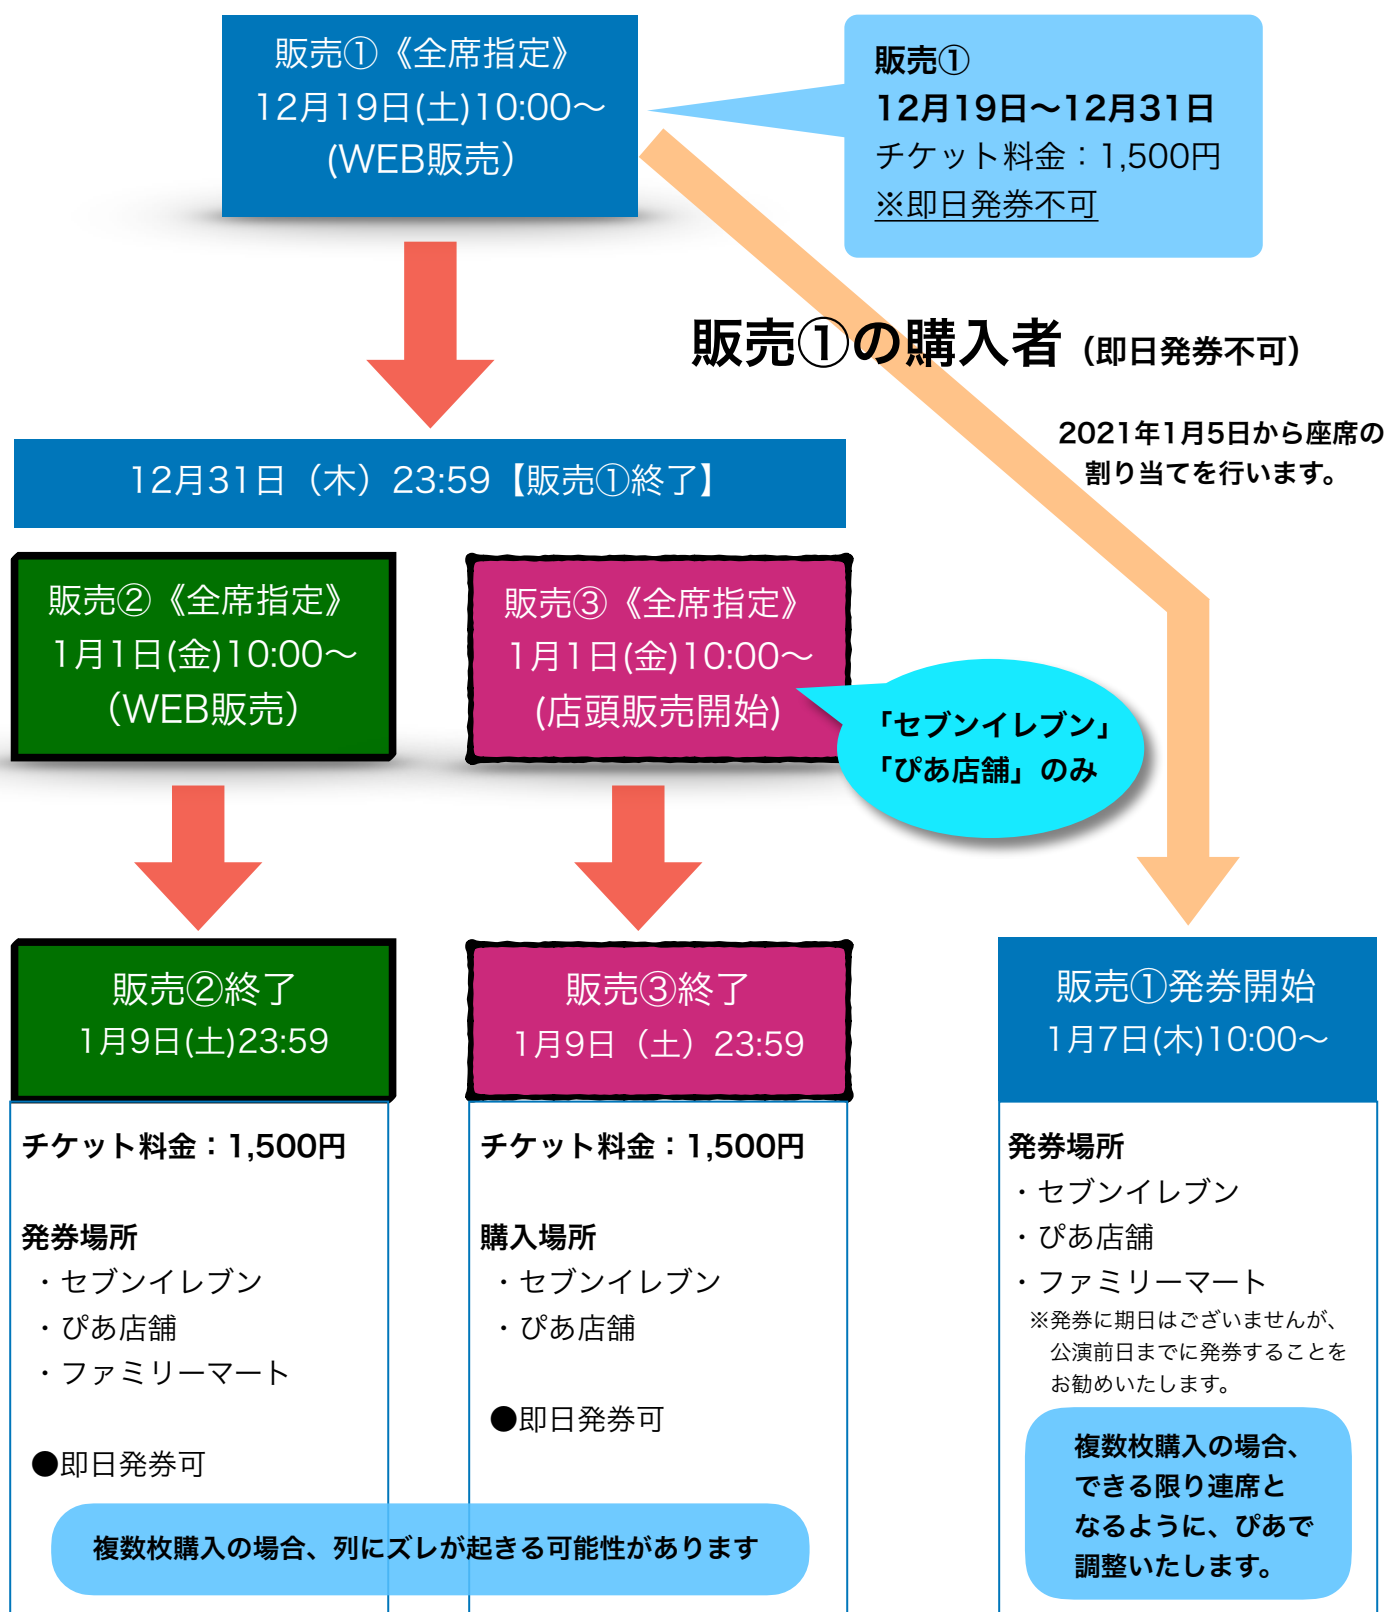 販売①《全席指定》
12月19日(土)10:00〜
(WEB販売）
販売①
12月19日〜12月31日
チケット料金：1,500円
※即日発券不可
販売①の購入者（即日発券不可）
2021年1月5日から座席の
割り当てを行います。
12月31日（木）23:59【販売①終了】
販売②《全席指定》
1月1日(金)10:00〜
（WEB販売）
販売③《全席指定》
1月1日(金)10:00〜
(店頭販売開始)
「セブンイレブン」
「ぴあ店舗」のみ
販売②終了
1月9日(土)23:59
チケット料金：1,500円
発券場所
・セブンイレブン
・ぴあ店舗
・ファミリーマート
●即日発券可
販売③終了
1月9日（土）23:59
チケット料金：1,500円
購入場所
・セブンイレブン
・ぴあ店舗
●即日発券可
複数枚購入の場合、列にズレが起きる可能性があります
販売①発券開始
1月7日(木)10:00〜
発券場所
・セブンイレブン
・ぴあ店舗
・ファミリーマート
※発券に期日はございませんが、
公演前日までに発券することを
お勧めいたします。
複数枚購入の場合、
できる限り連席と
なるように、ぴあで
調整いたします。